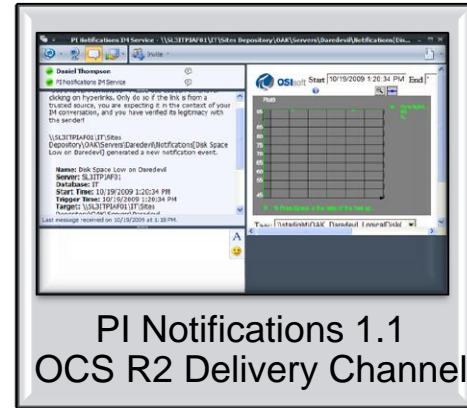 PI Notifications IM Service - \\SL3ITPIAF01\IT\Sites Depository\OAK\Servers\Daredevil\Notifications[Din...
Invite
Daniel Thompson
PI Notifications IM Service
clicking on hyperlinks. Only do so if the link is from a
trusted source, you are expecting it in the context of your
IM conversation, and you have verified its legitimacy with
the sender!
\\SL3ITPIAF01\IT\Sites
Depository\OAK\Servers\Daredevil\Notifications[Disk Space
Low on Daredevil] generated a new notification event.
Name: Disk Space Low on Daredevil
Server: SL3ITPIAF01
Database: IT
Start Time: 10/19/2009 1:20:34 PM
Trigger Time: 10/19/2009 1:20:34 PM
Target: \\SL3ITPIAF01\IT\Sites
Last message received on 10/19/2009 at 1:19 PM.
A
OSIsoft Start 10/19/2009 1:20:34 PM End
Plot0
PI Notifications 1.1
OCS R2 Delivery Channel